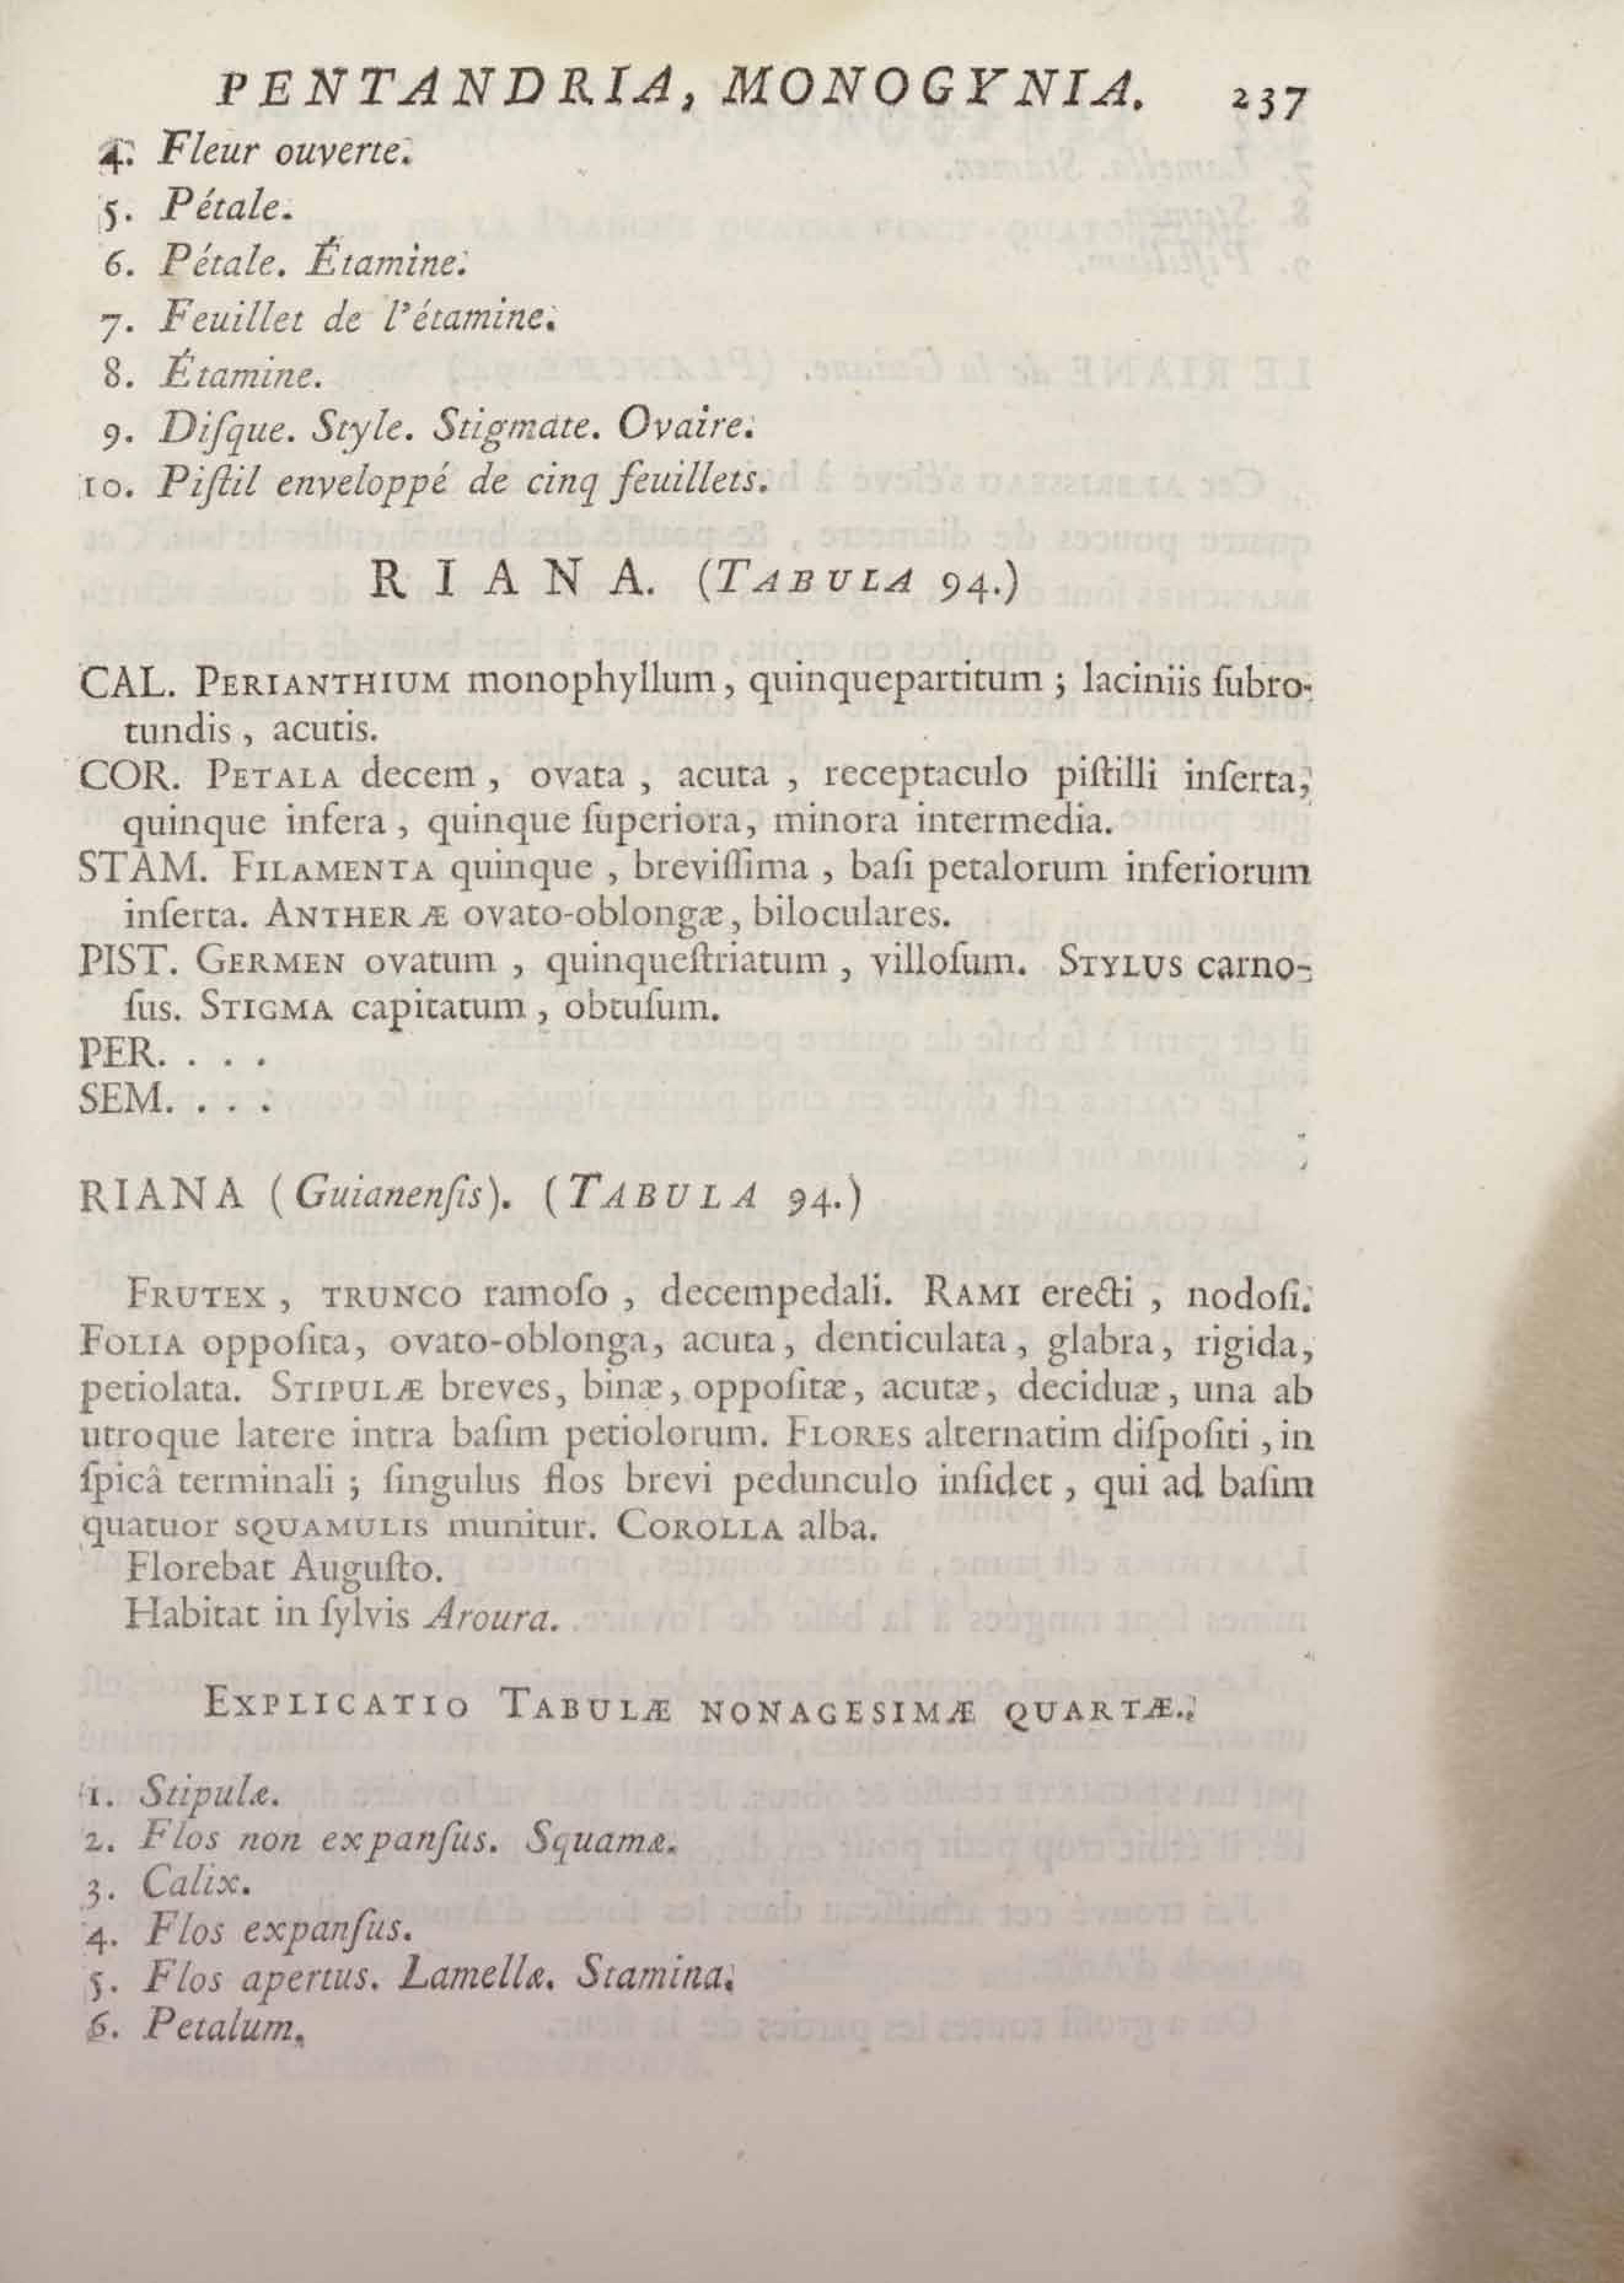 PENTANDRIA, MONOGYNIA. 237
4. Fleur ouverte.
5. Pétale.
6. Pétale. Étamine.
7. Feuillet de l'étamine.
8. Étamine.
9. Diſque. Style. Stigmate. Ovaire.
10. Piſtil enveloppé de cinq feuillets.
RIANA. (TABULA 94.)
CAL. PERIANTHIUM monophyllum, quinquepartitum ; laciniis ſubro-
tundis, acutis.
COR. PETALA decem, ovata, acuta, receptaculo piſtilli inſerta,
quinque infera, quinque ſuperiora, minora intermedia.
STAM. FILAMENTA quinque, breviſſima, baſi petalorum inferiorum
inſerta. ANTHERÆ ovato-oblongæ, biloculares.
PIST. GERMEN ovatum, quinqueſtriatum, villoſum. STYLUS carno-
ſus. STIGMA capitatum, obtuſum.
PER. . . .
SEM. . . .
RIANA (Guianenſis). (TABULA 94.)
FRUTEX, TRUNCO ramoſo, decempedali. RAMI erecti, nodoſi.
FOLIA oppoſita, ovato-oblonga, acuta, denticulata, glabra, rigida,
petiolata. STIPULÆ breves, binæ, oppoſitæ, acutæ, deciduæ, una ab
utroque latere intra baſim petiolorum. FLORES alternatim diſpoſiti, in
ſpicâ terminali ; ſingulus flos brevi pedunculo inſidet, qui ad baſim
quatuor SQUAMULIS munitur. COROLLA alba.
Florebat Auguſto.
Habitat in ſylvis Aroura.
EXPLICATIO TABULÆ NONAGESIMÆ QUARTÆ.
1. Stipulæ.
2. Flos non expanſus. Squamæ.
3. Calix.
4. Flos expanſus.
5. Flos apertus. Lamellæ. Stamina.
6. Petalum.